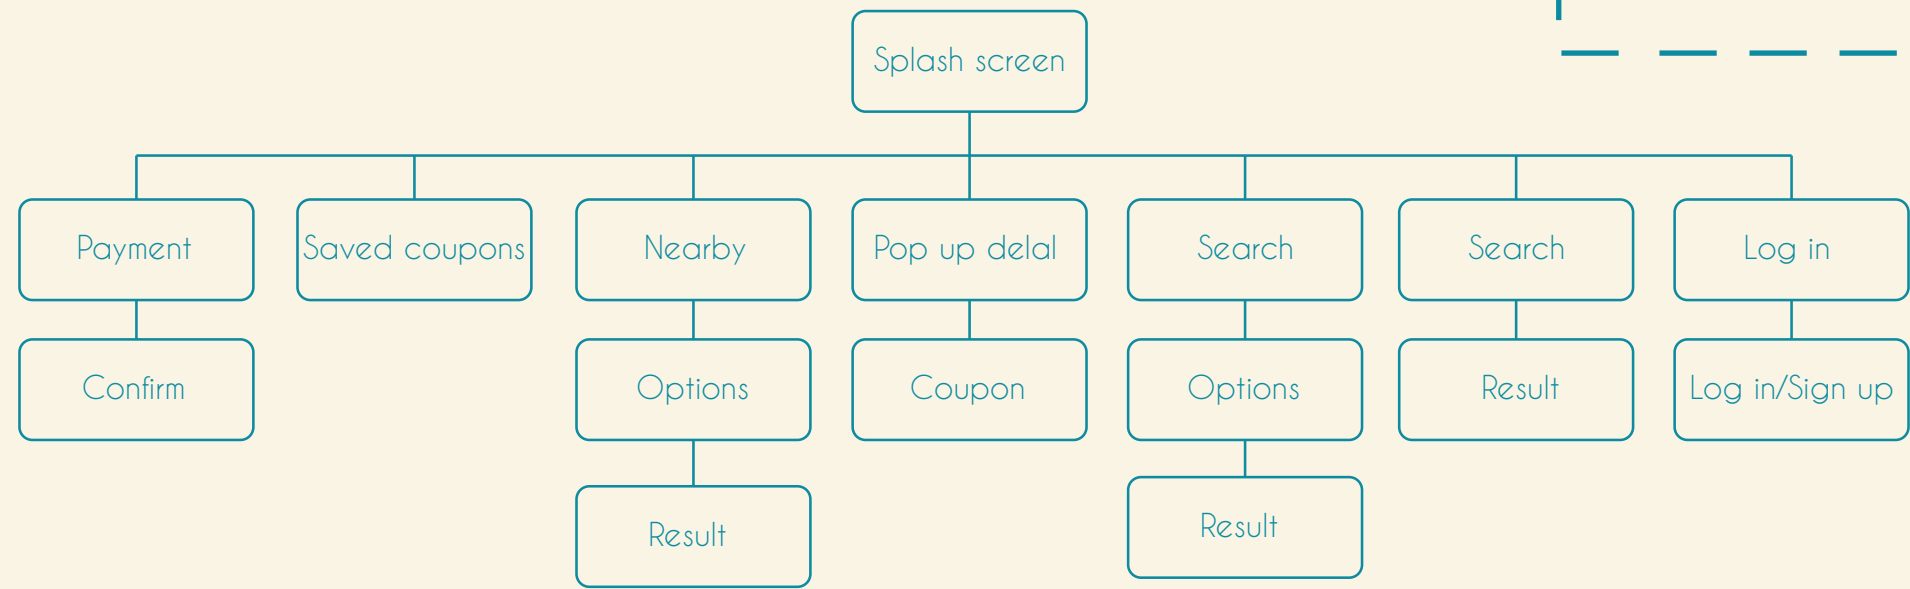 Splash screen
Payment
Saved coupons
Nearby
Pop up delal
Search
Search
Log in
Confirm
Options
Coupon
Options
Result
Log in/Sign up
Result
Result